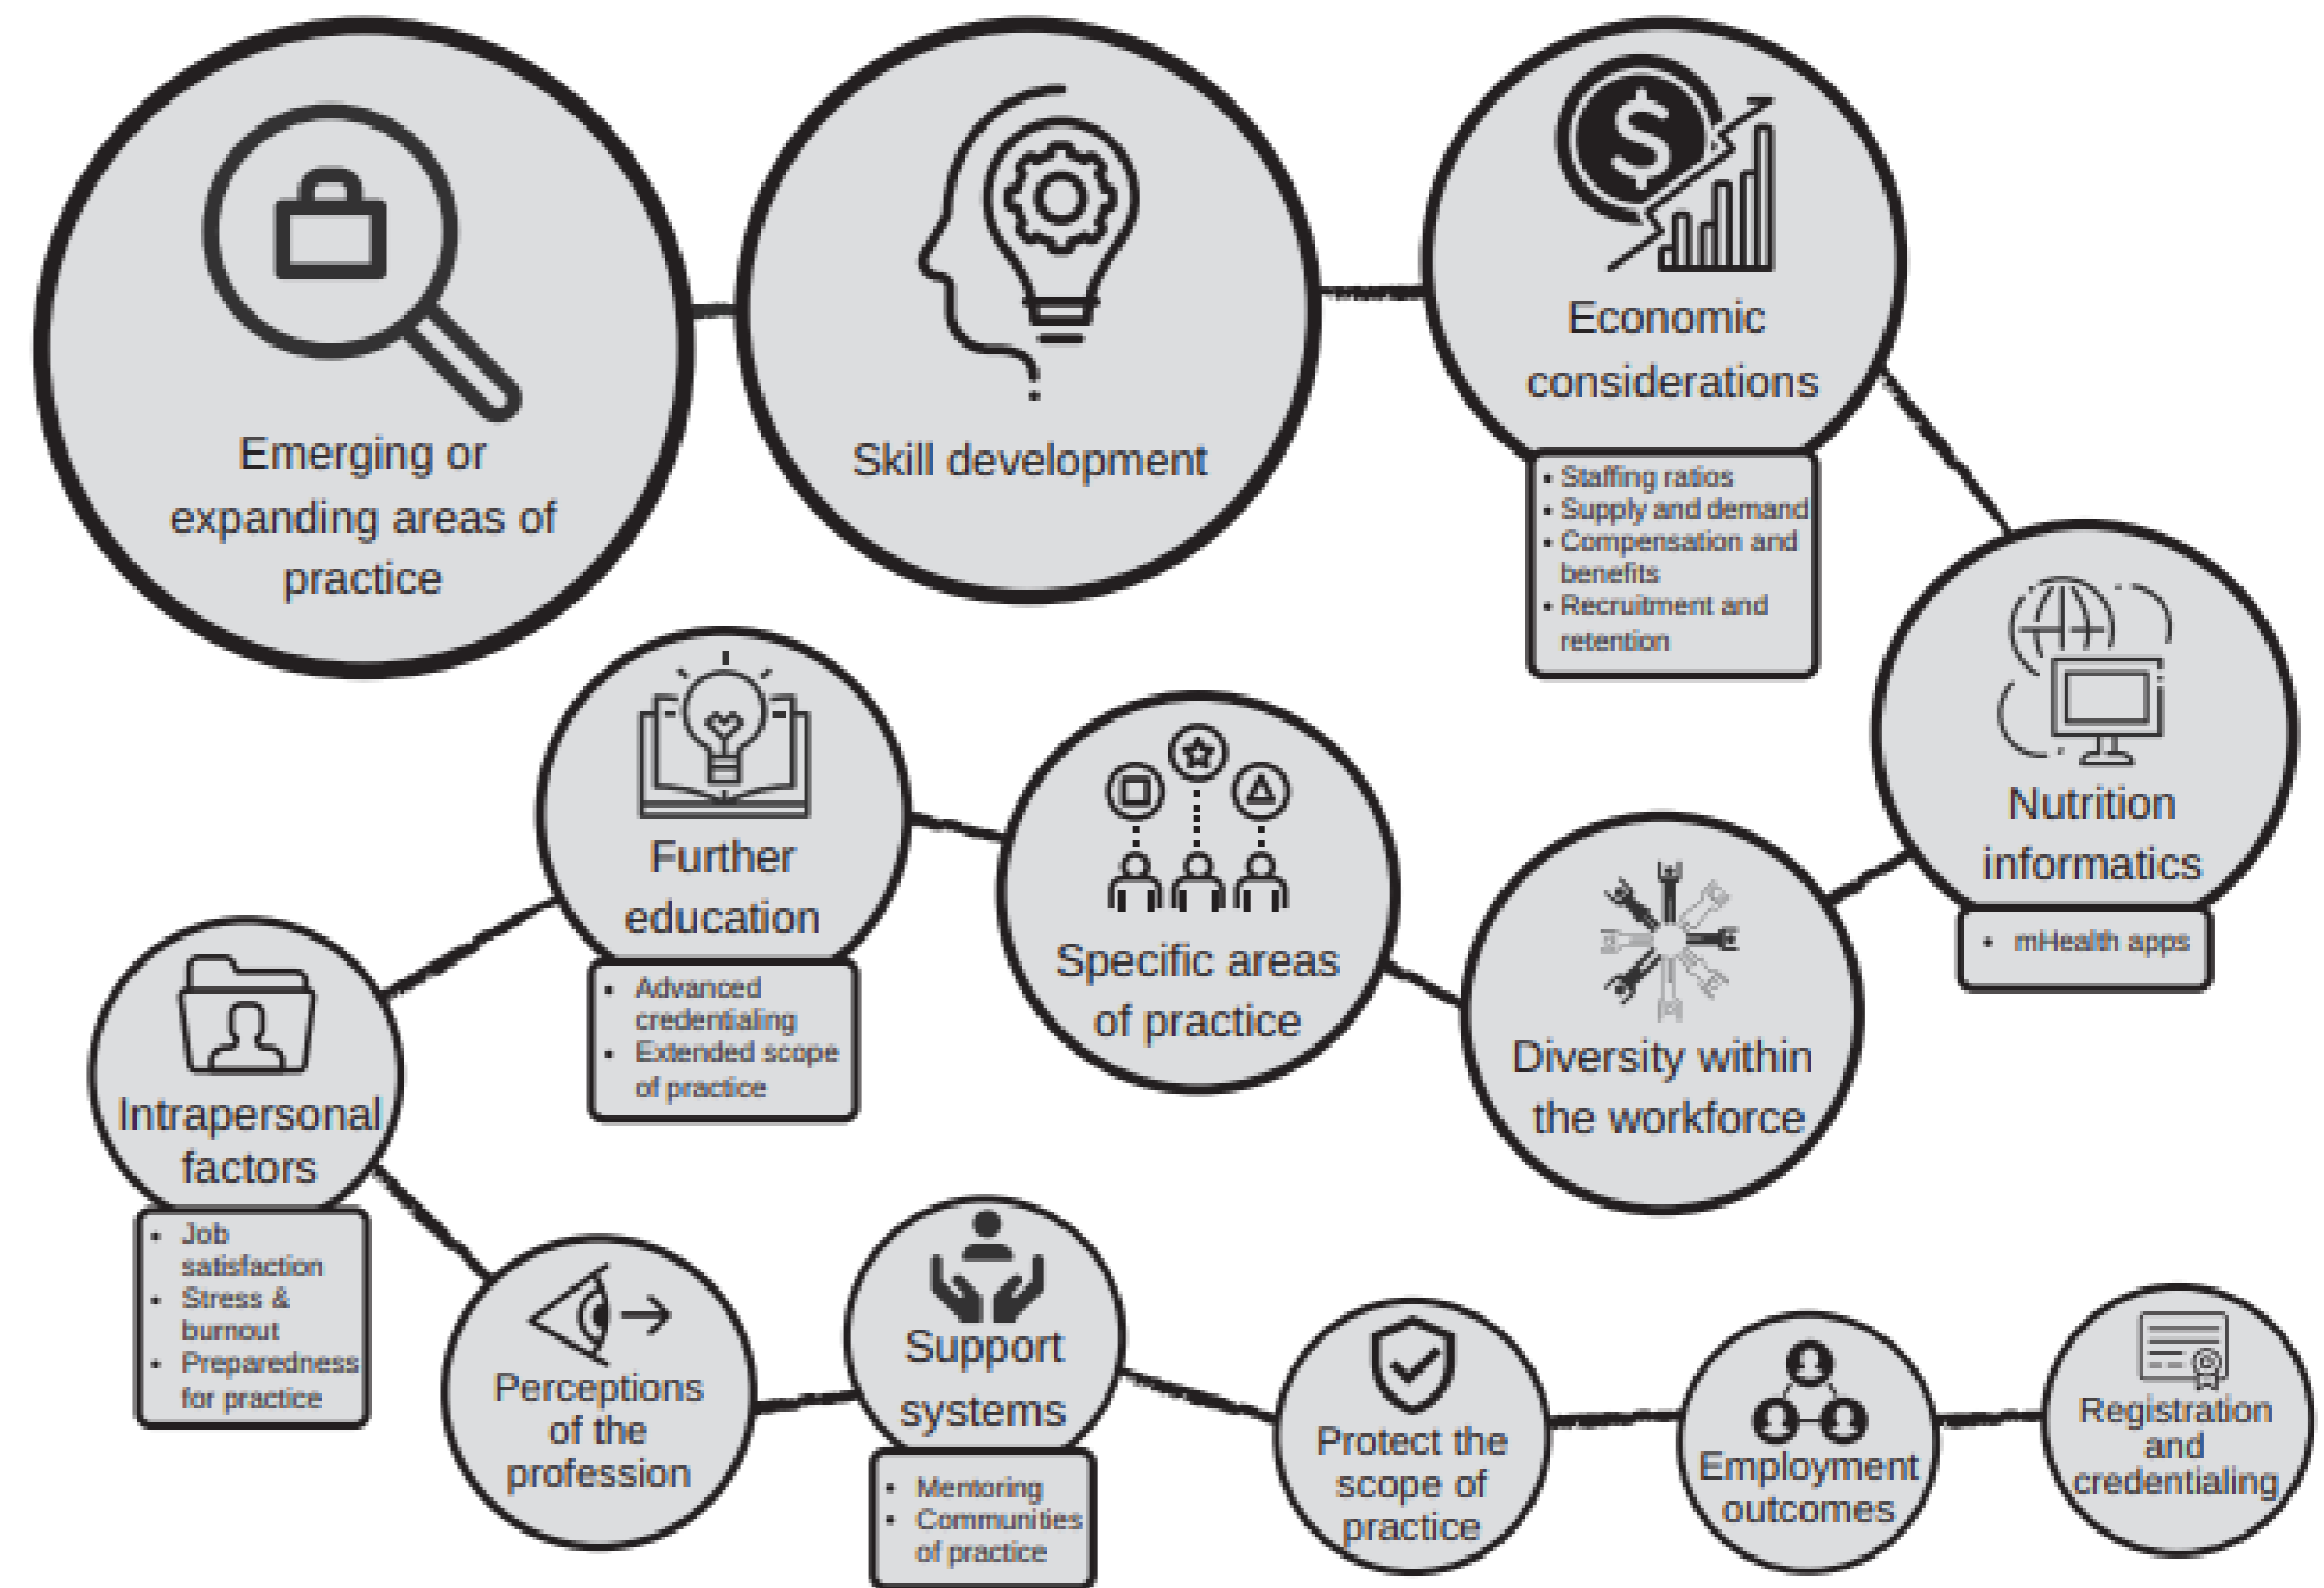 Emerging or
expanding areas of
practice
Skill development
$
Economic
considerations
• Staffing ratios
• Supply and demand
• Compensation and
benefits
• Recruitment and
retention
Nutrition
informatics
• mHealth apps
Diversity within
the workforce
Specific areas
of practice
Further
education
• Advanced
credentialing
• Extended scope
of practice
Intrapersonal
factors
• Job
satisfaction
• Stress &
burnout
• Preparedness
for practice
Perceptions
of the
profession
Support
systems
• Mentoring
• Communities
of practice
Protect the
scope of
practice
Employment
outcomes
Registration
and
credentialing